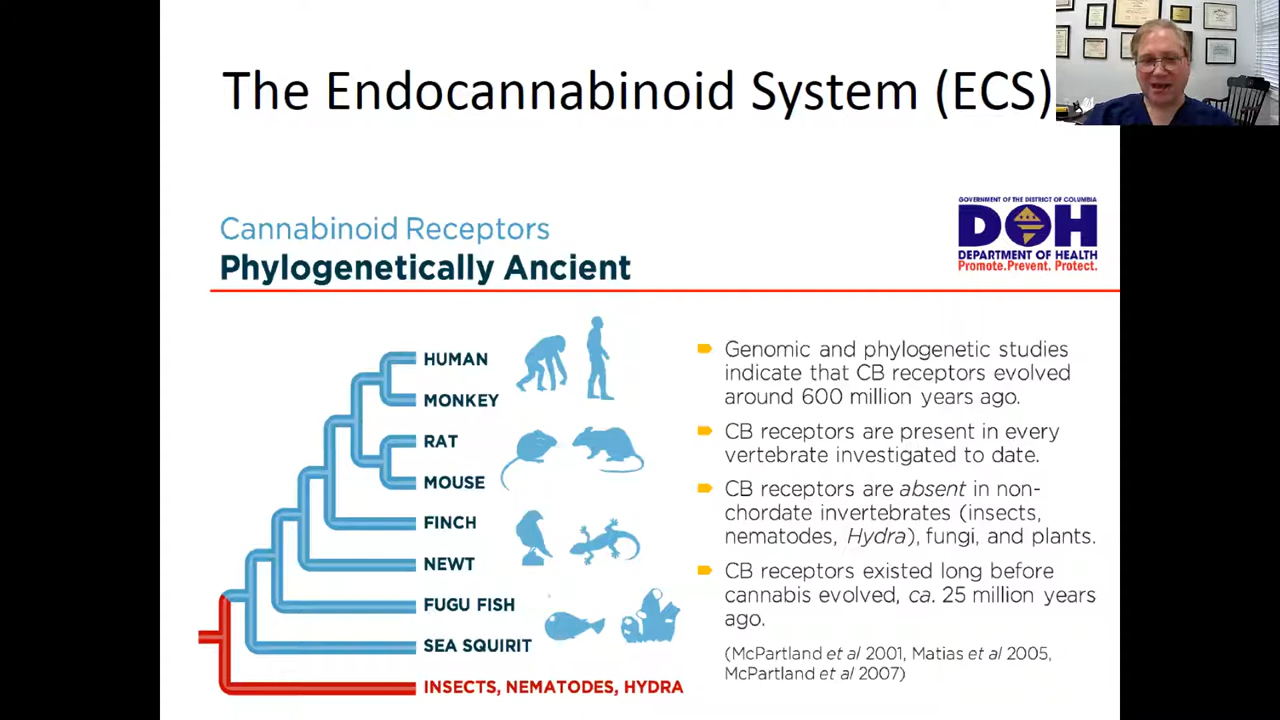 The Endocannabinoid System (ECS)
Cannabinoid Receptors
Phylogenetically Ancient
GOVERNMENT OF THE DISTRICT OF COLUMBIA
DOH
DEPARTMENT OF HEALTH
Promote. Prevent. Protect.
HUMAN
MONKEY
RAT
MOUSE
FINCH
NEWT
FUGU FISH
SEA SQUIRIT
INSECTS, NEMATODES, HYDRA
Genomic and phylogenetic studies
indicate that CB receptors evolved
around 600 million years ago.
CB receptors are present in every
vertebrate investigated to date.
CB receptors are absent in non-
chordate invertebrates (insects,
nematodes, Hydra), fungi, and plants.
CB receptors existed long before
cannabis evolved, ca. 25 million years
ago.
(McPartland et al 2001, Matias et al 2005,
McPartland et al 2007)